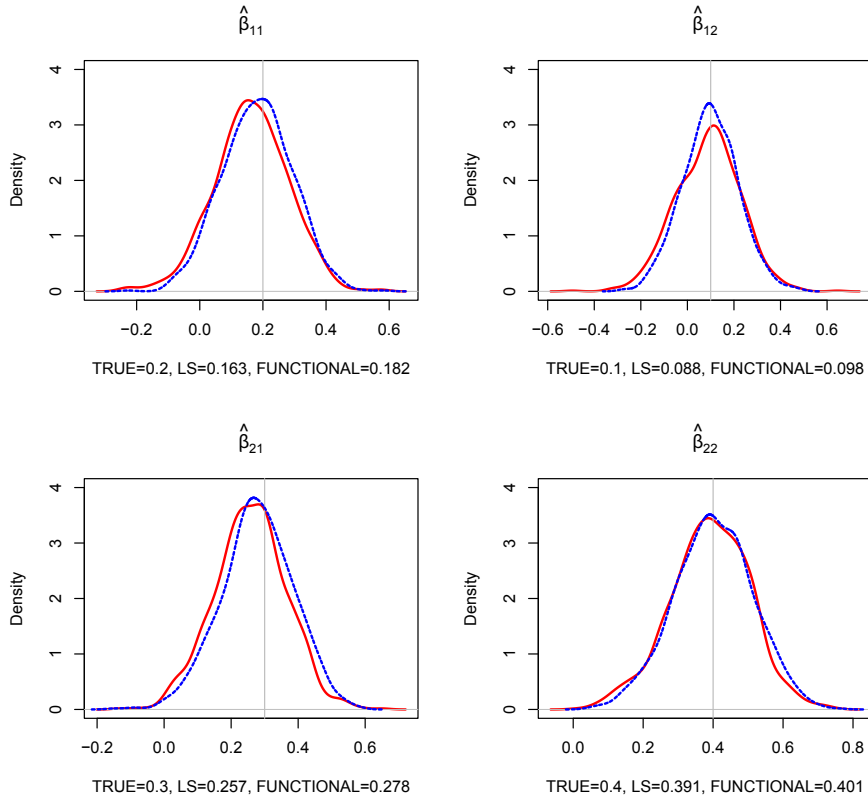 β̂₁₁
β̂₁₂
Density
0 1 2 3 4
−0.2 0.0 0.2 0.4 0.6
TRUE=0.2, LS=0.163, FUNCTIONAL=0.182
Density
0 1 2 3 4
−0.6 −0.4 −0.2 0.0 0.2 0.4 0.6
TRUE=0.1, LS=0.088, FUNCTIONAL=0.098
β̂₂₁
β̂₂₂
Density
0 1 2 3 4
−0.2 0.0 0.2 0.4 0.6
TRUE=0.3, LS=0.257, FUNCTIONAL=0.278
Density
0 1 2 3 4
0.0 0.2 0.4 0.6 0.8
TRUE=0.4, LS=0.391, FUNCTIONAL=0.401